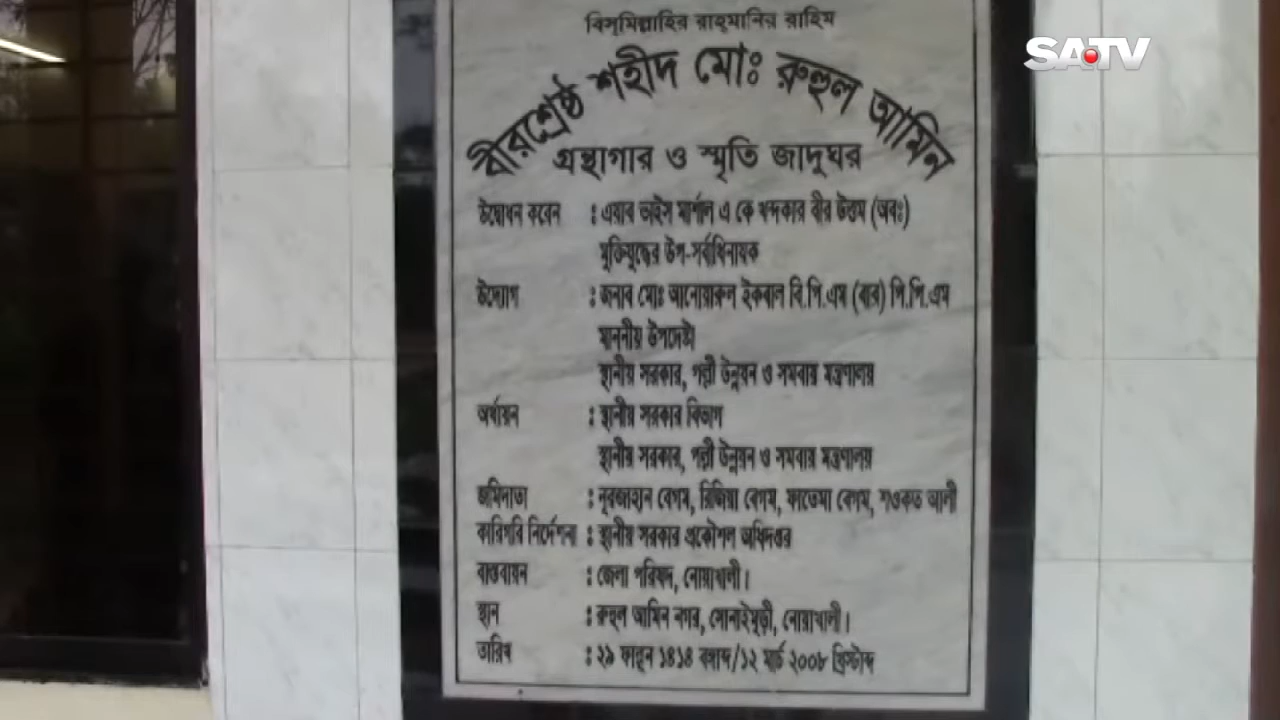 বিস্‌মিল্লাহির রাহ্‌মানির রাহিম
SATV
বীরশ্রেষ্ঠ শহীদ মোঃ রুহুল আমিন
গ্রন্থাগার ও স্মৃতি জাদুঘর
উদ্বোধন করেন : এয়ার ভাইস মার্শাল এ কে খন্দকার বীর উত্তম (অবঃ)
মুক্তিযুদ্ধের উপ-সর্বাধিনায়ক
উদ্যোগ : জনাব মোঃ আনোয়ারুল ইকবাল বি.পি.এম (বার) পি.পি.এম
মাননীয় উপদেষ্টা
স্থানীয় সরকার, পল্লী উন্নয়ন ও সমবায় মন্ত্রণালয়
অর্থায়ন : স্থানীয় সরকার বিভাগ
স্থানীয় সরকার, পল্লী উন্নয়ন ও সমবায় মন্ত্রণালয়
জমিদাতা : নূরজাহান বেগম, রিজিয়া বেগম, ফাতেমা বেগম, শওকত আলী
কারিগরি নির্দেশনা : স্থানীয় সরকার প্রকৌশল অধিদপ্তর
বাস্তবায়ন : জেলা পরিষদ, নোয়াখালী।
স্থান : রুহুল আমিন নগর, সোনাইমুড়ী, নোয়াখালী।
তারিখ : ২৯ ফাল্গুন ১৪১৪ বঙ্গাব্দ/১২ মার্চ ২০০৮ খ্রিস্টাব্দ